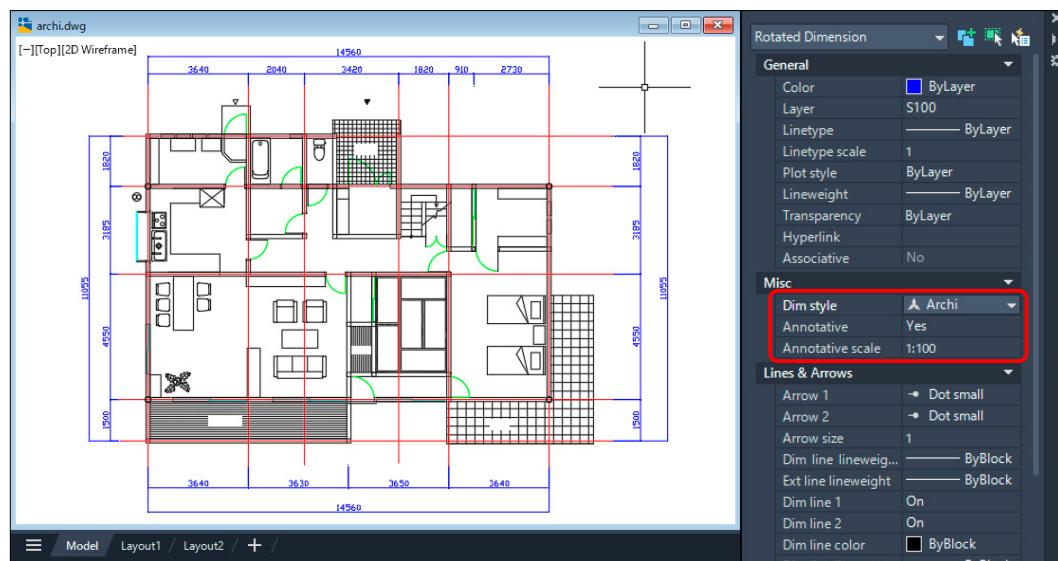 archi.dwg
[−][Top][2D Wireframe]
14560
3640 2040 3420 1820 910 2730
1820 1820
3185 3185
11055 11055
4550 4550
1500 1500
3640 3630 3650 3640
14560
Model Layout1 Layout2
Rotated Dimension
General
Color ByLayer
Layer S100
Linetype ByLayer
Linetype scale 1
Plot style ByLayer
Lineweight ByLayer
Transparency ByLayer
Hyperlink
Associative No
Misc
Dim style Archi
Annotative Yes
Annotative scale 1:100
Lines & Arrows
Arrow 1 Dot small
Arrow 2 Dot small
Arrow size 1
Dim line lineweig... ByBlock
Ext line lineweight ByBlock
Dim line 1 On
Dim line 2 On
Dim line color ByBlock